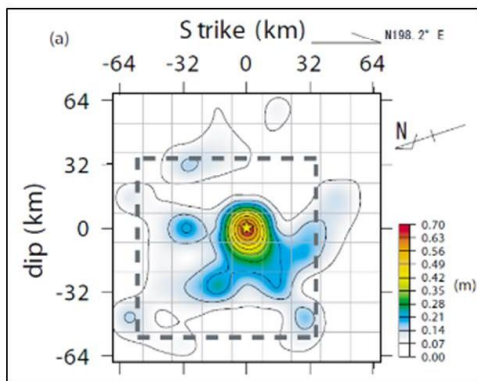 (a)
Strike (km)
N198.2° E
-64 -32 0 32 64
N
64
32
0
-32
-64
dip (km)
0.70
0.63
0.56
0.49
0.42
0.35
0.28
0.21
0.14
0.07
0.00
(m)